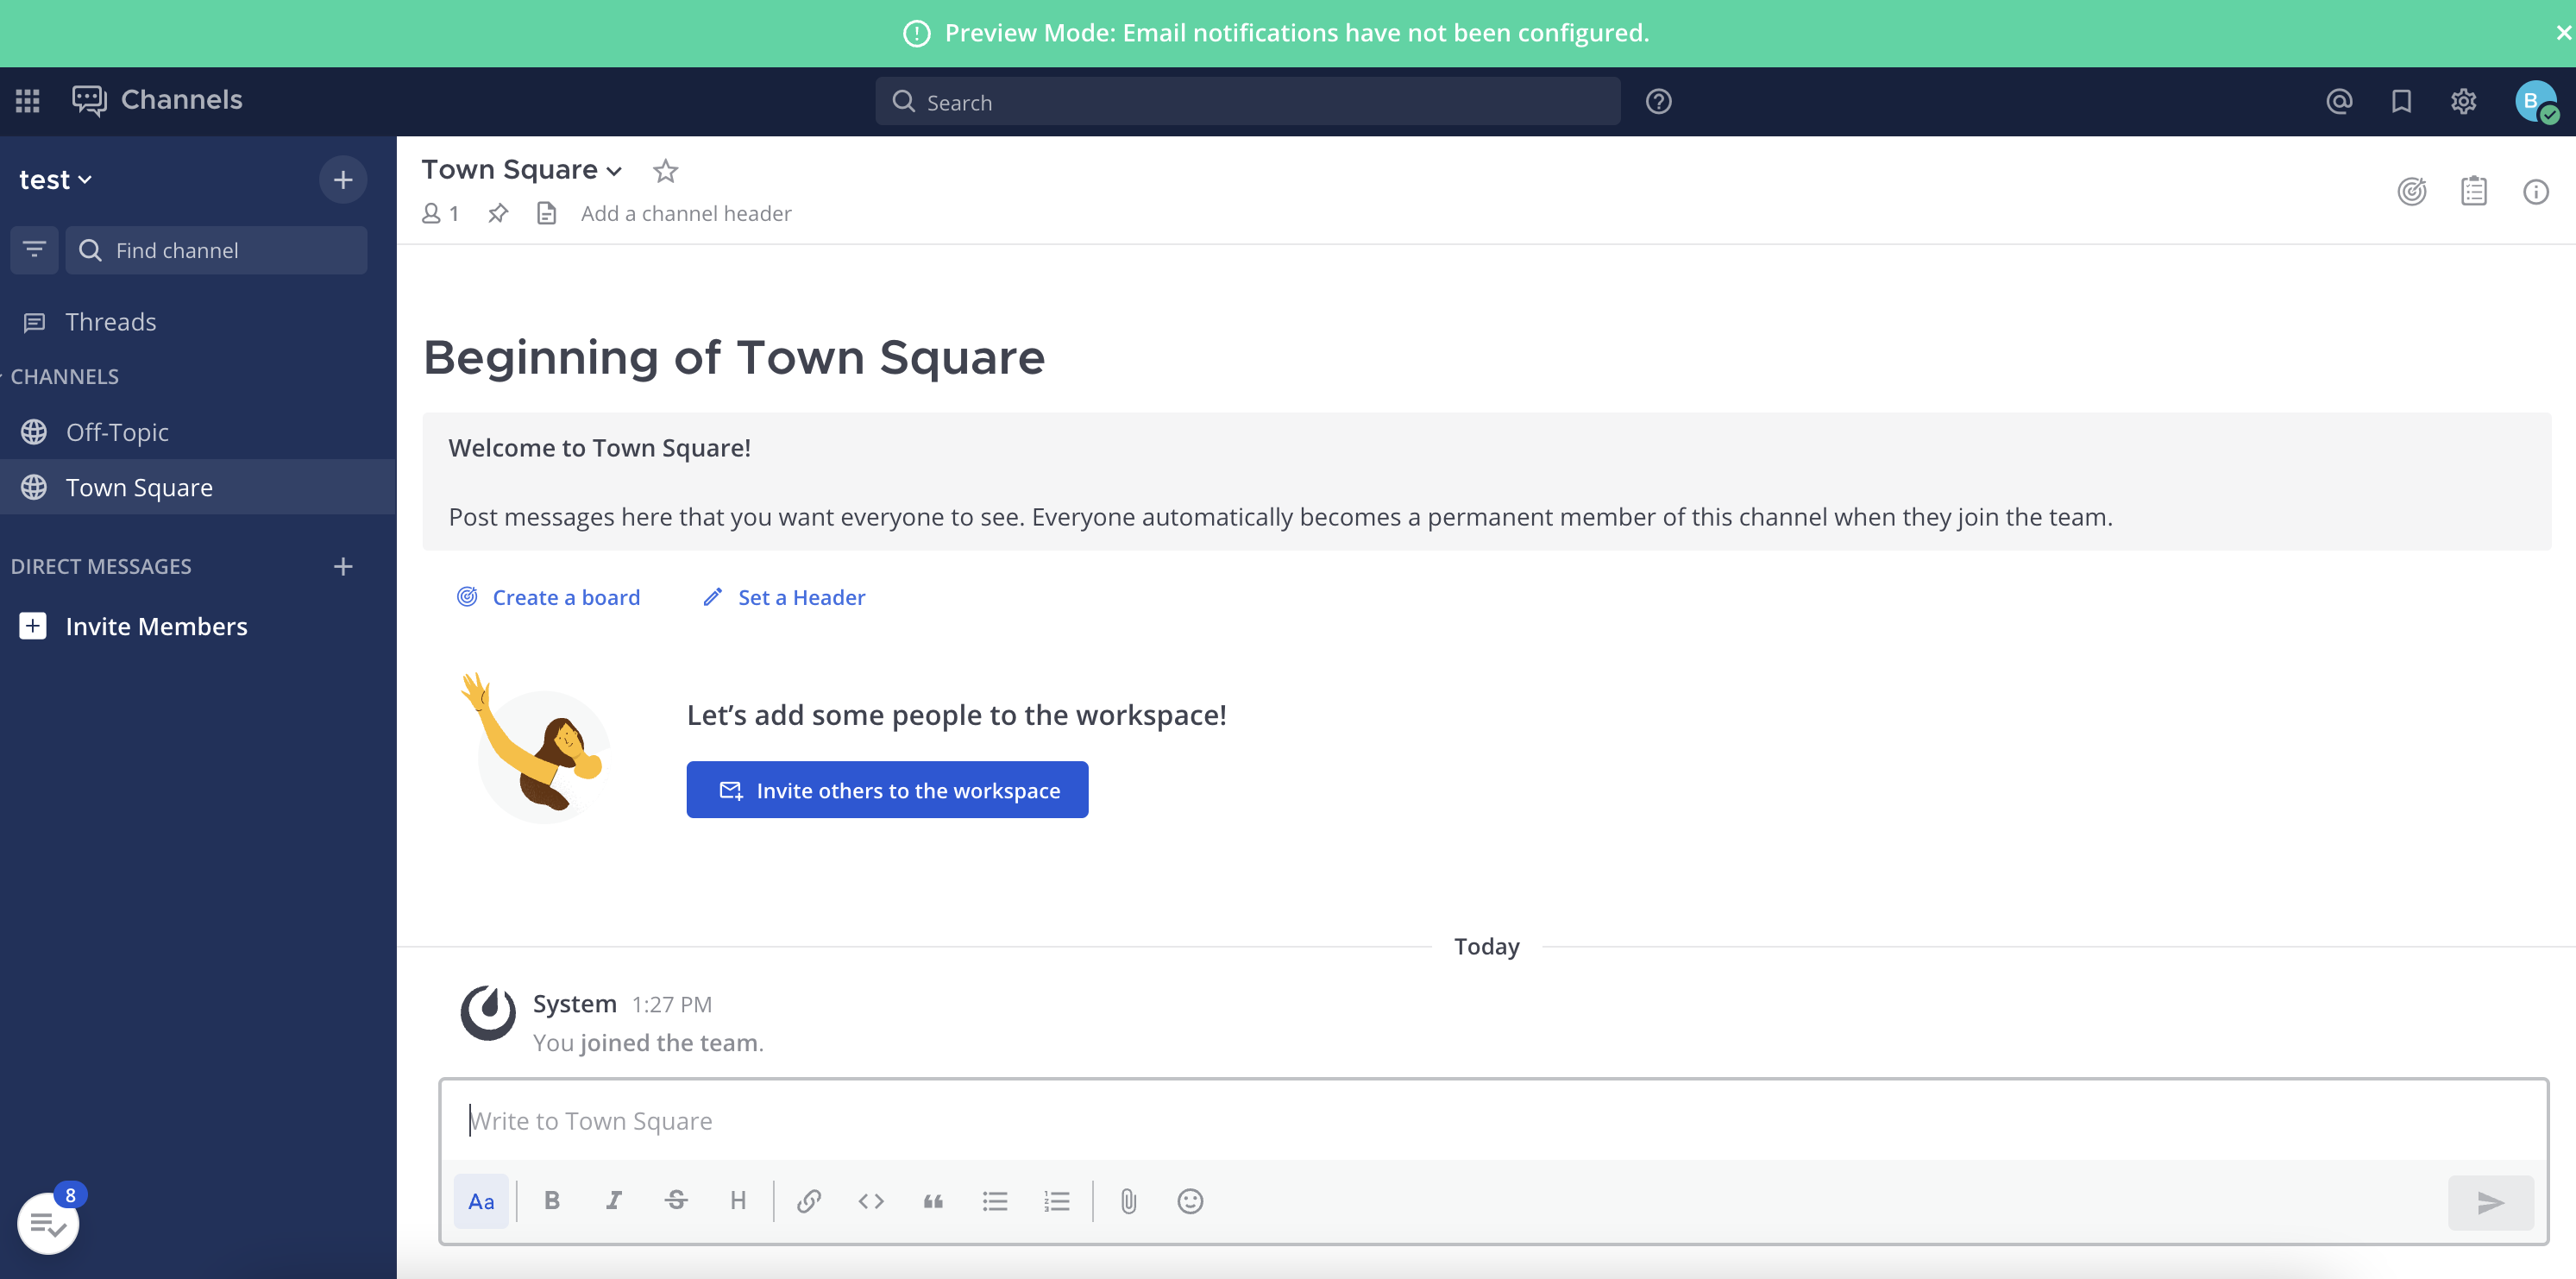 Preview Mode: Email notifications have not been configured.
Channels
Search
B
test
Find channel
Threads
CHANNELS
Off-Topic
Town Square
DIRECT MESSAGES
Invite Members
8
Town Square
1
Add a channel header
Beginning of Town Square
Welcome to Town Square!
Post messages here that you want everyone to see. Everyone automatically becomes a permanent member of this channel when they join the team.
Create a board Set a Header
Let’s add some people to the workspace!
Invite others to the workspace
Today
System 1:27 PM
You joined the team.
Write to Town Square
Aa B I S H